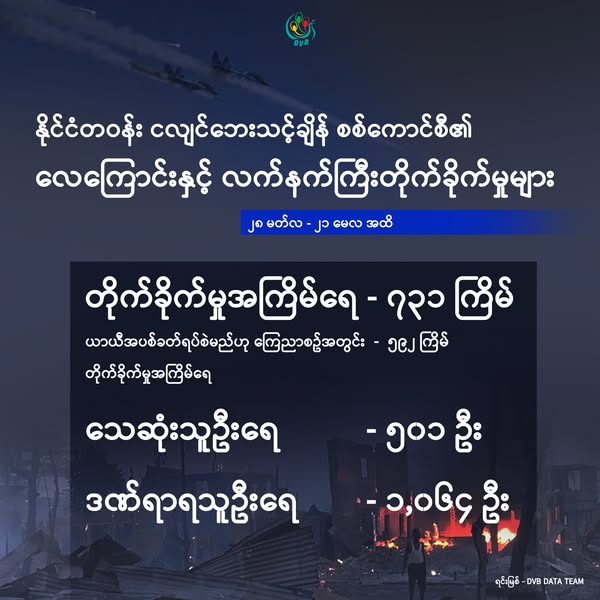 DVB
နိုင်ငံတဝန်း ငလျင်ဘေးသင့်ချိန် စစ်ကောင်စီ၏
လေကြောင်းနှင့် လက်နက်ကြီးတိုက်ခိုက်မှုများ
၂၈ မတ်လ - ၂၁ မေလ အထိ
တိုက်ခိုက်မှုအကြိမ်ရေ - ၇၃၁ ကြိမ်
ယာယီအပစ်ခတ်ရပ်စဲမည်ဟု ကြေညာစဉ်အတွင်း - ၅၉၂ ကြိမ်
တိုက်ခိုက်မှုအကြိမ်ရေ
သေဆုံးသူဦးရေ - ၅၀၁ ဦး
ဒဏ်ရာရသူဦးရေ - ၁,၀၆၄ ဦး
ရင်းမြစ် - DVB DATA TEAM